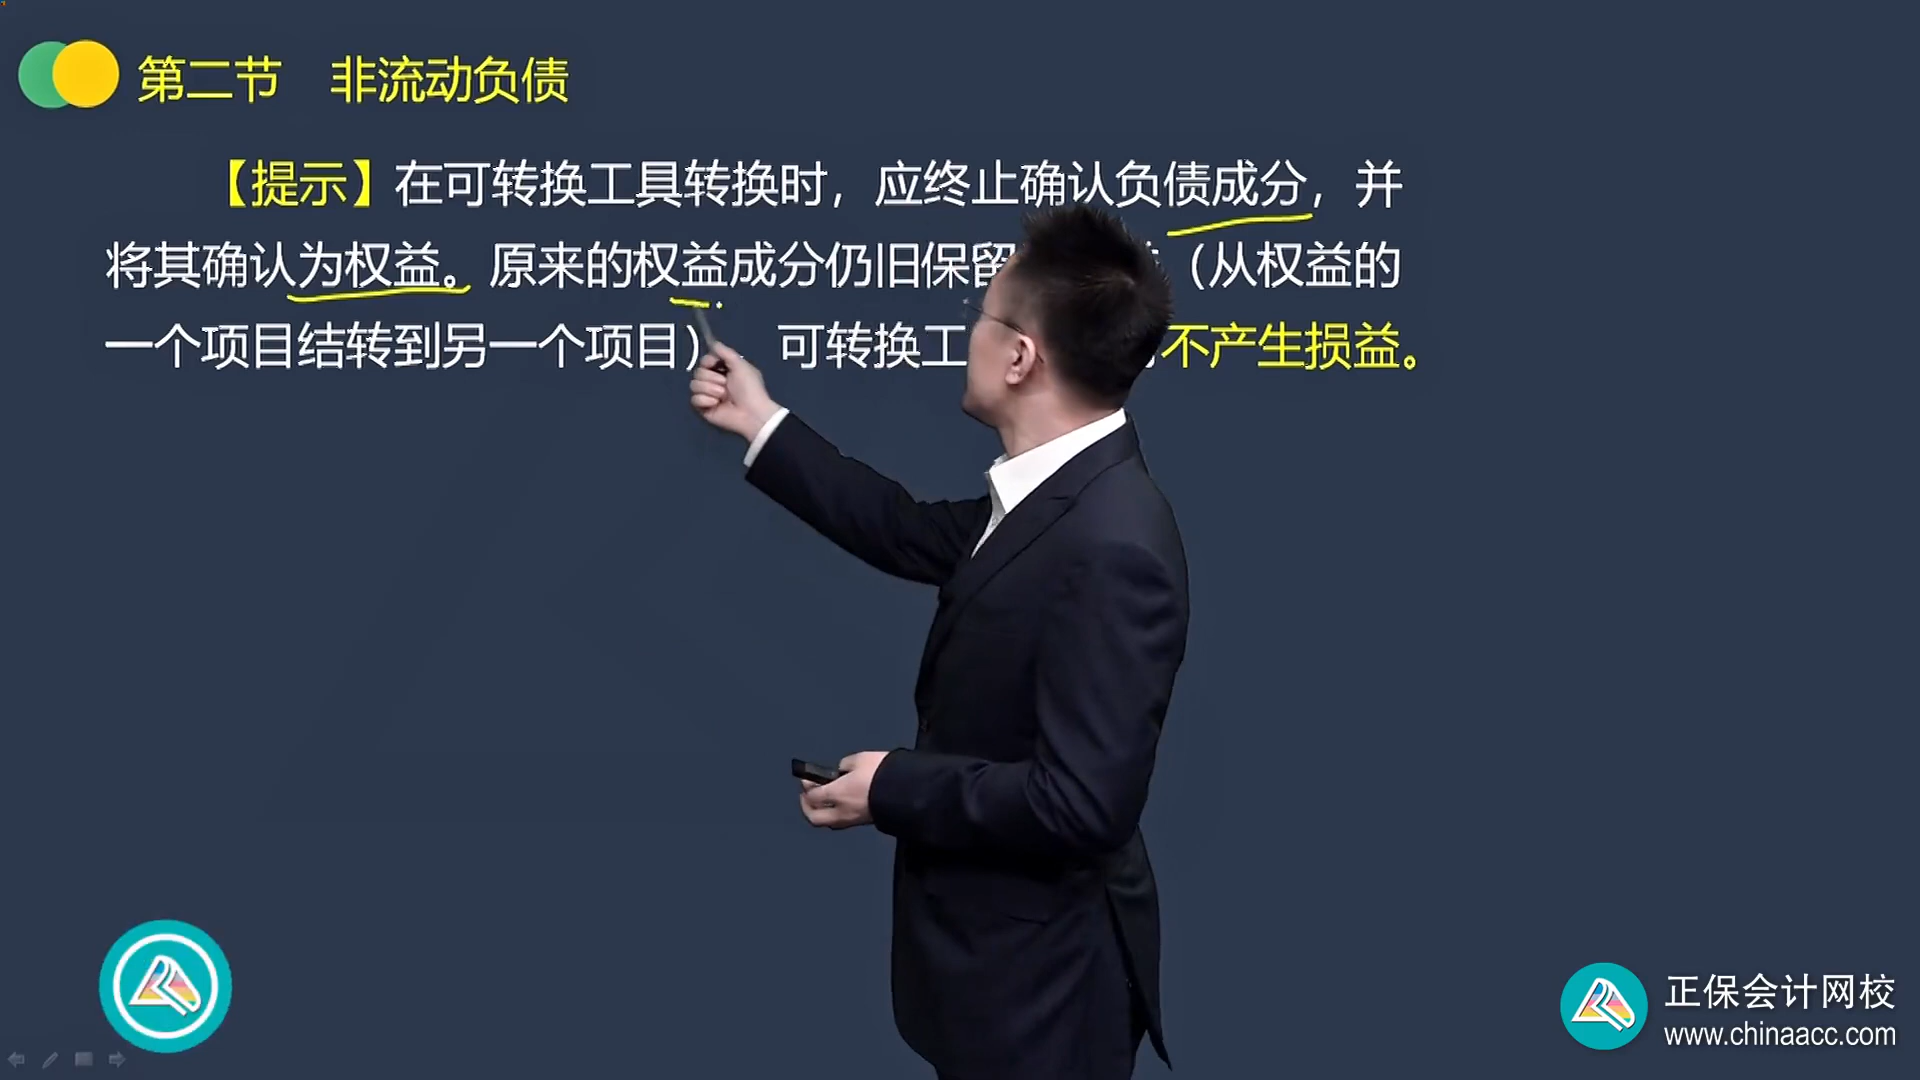 第二节 非流动负债
【提示】在可转换工具转换时，应终止确认负债成分，并
将其确认为权益。原来的权益成分仍旧保留 （从权益的
一个项目结转到另一个项目） 可转换工 不产生损益。
正保会计网校
www.chinaacc.com